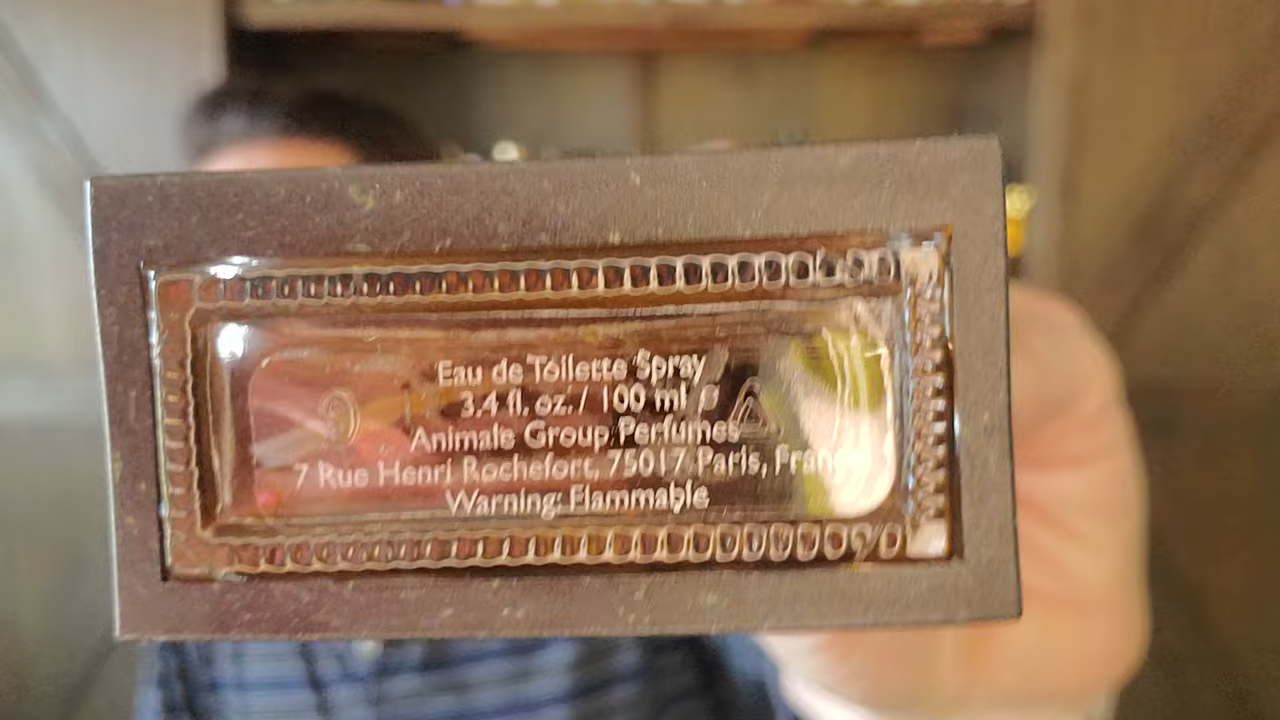 Eau de Toilette Spray
3.4 fl. oz. / 100 ml
Animale Group Perfumes
7 Rue Henri Rochefort, 75017 Paris, France
Warning: Flammable